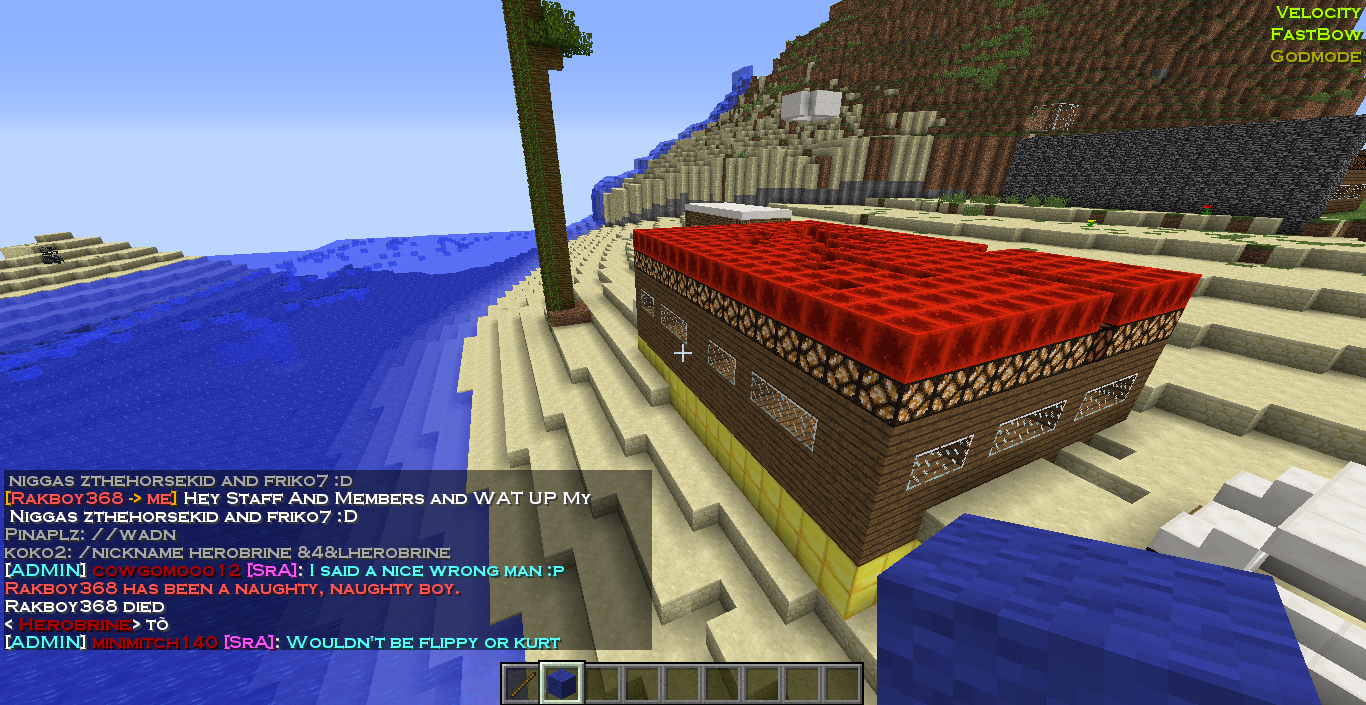 Velocity
FastBow
Godmode
niggas zthehorsekid and friko7 :D
[Rakboy368 -> me] Hey Staff And Members and WAT UP My
Niggas zthehorsekid and friko7 :D
Pinaplz: //wadn
koko2: /nickname herobrine &4&lHerobrine
[ADMIN] cowgomooo12 [SrA]: I said a nice wrong man :p
Rakboy368 has been a naughty, naughty boy.
Rakboy368 died
< Herobrine> tö
[ADMIN] minimitch140 [SrA]: Wouldn't be flippy or kurt